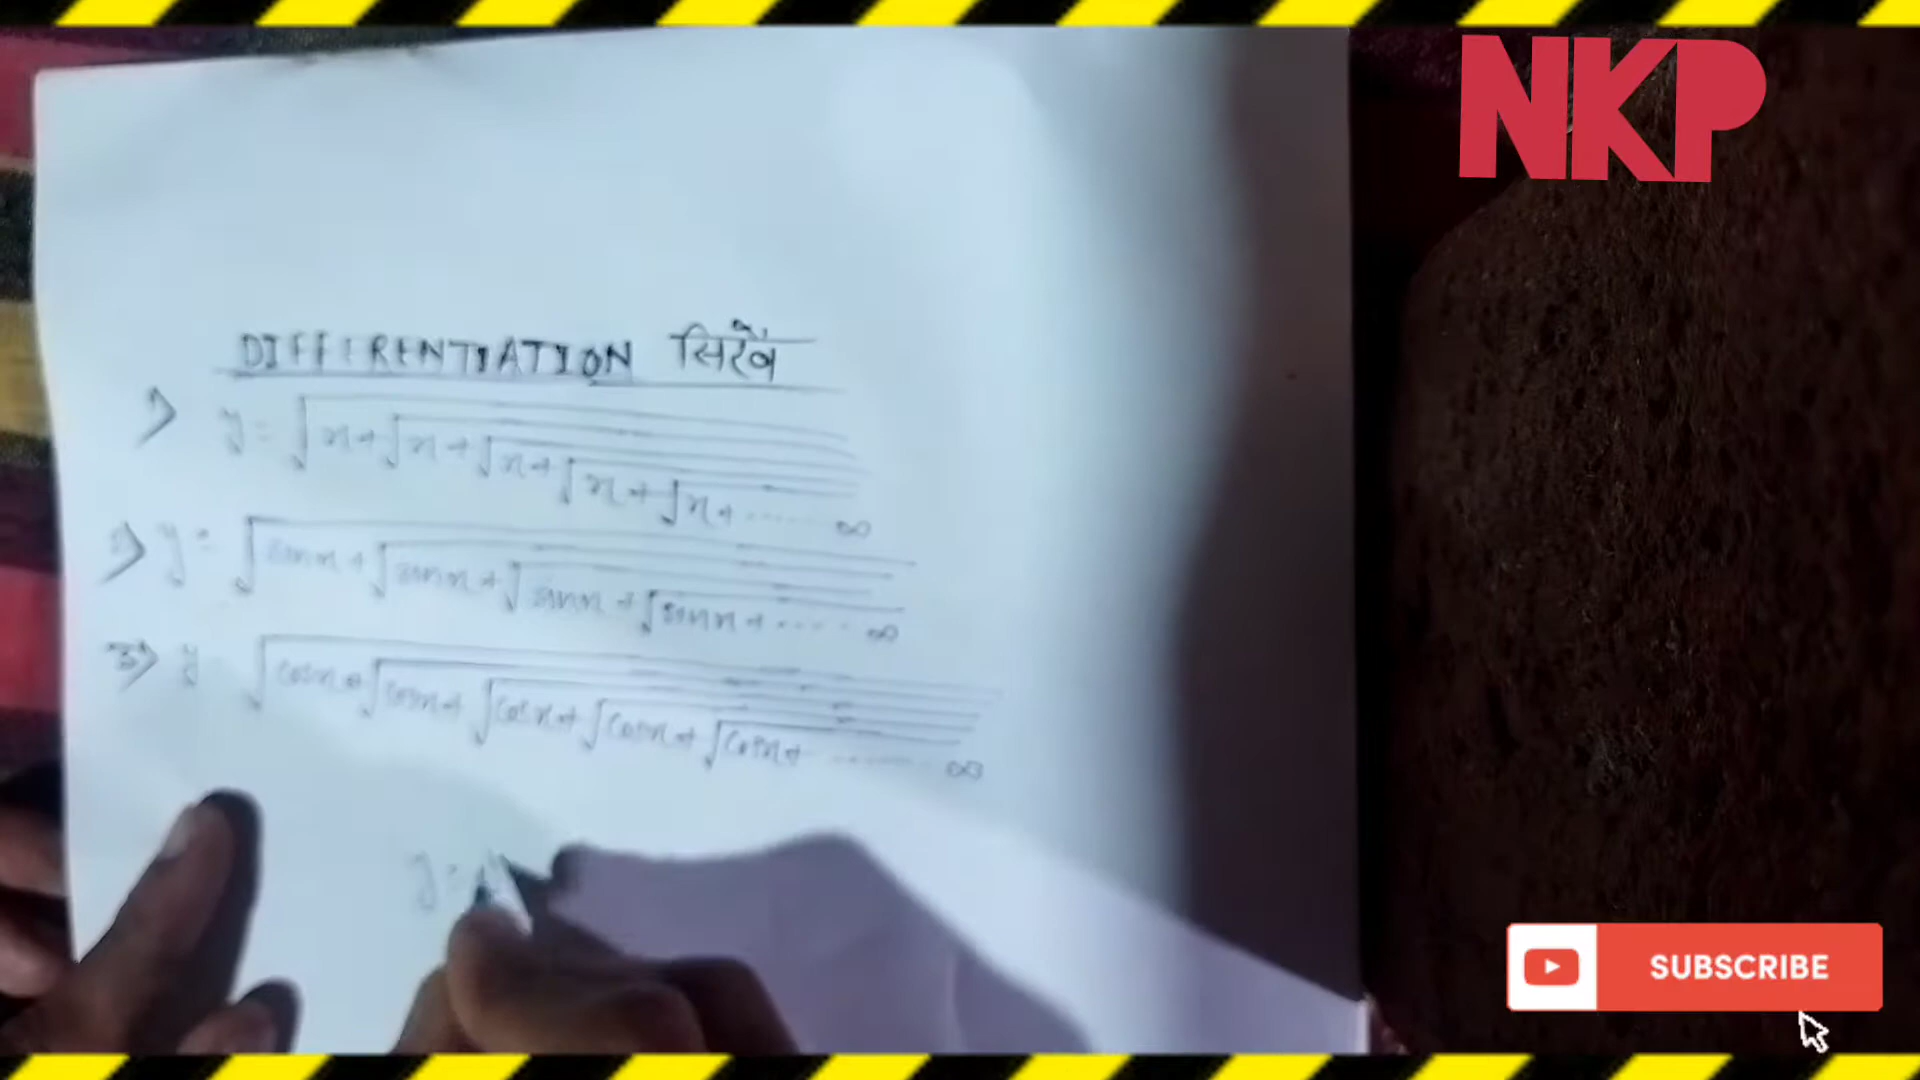 NKP
DIFFERENTIATION सिखें
1> y = √x+√x+√x+√x+√x+ ...... ∞
2> y = √sinx+√sinx+√sinx+√sinx+ .... ∞
3> y √cosx+√cosx+√cosx+√cosx+√cosx+ ....... ∞
y =
SUBSCRIBE